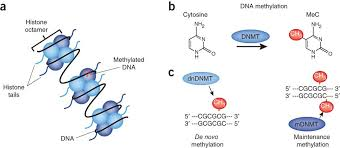 a
Histone
octamer
Methylated
DNA
Histone
tails
DNA
b
DNA methylation
Cytosine
MeC
NH₂
N
N
H
O
DNMT
CH₃
NH₂
N
N
H
O
c
dnDNMT
CH₃
5' --CGCGCG-- 3'
3' --GCGCGC-- 5'
De novo
methylation
CH₃
5' --CGCGCG-- 3'
3' --GCGCGC-- 5'
CH₃
mDNMT
Maintenance
methylation